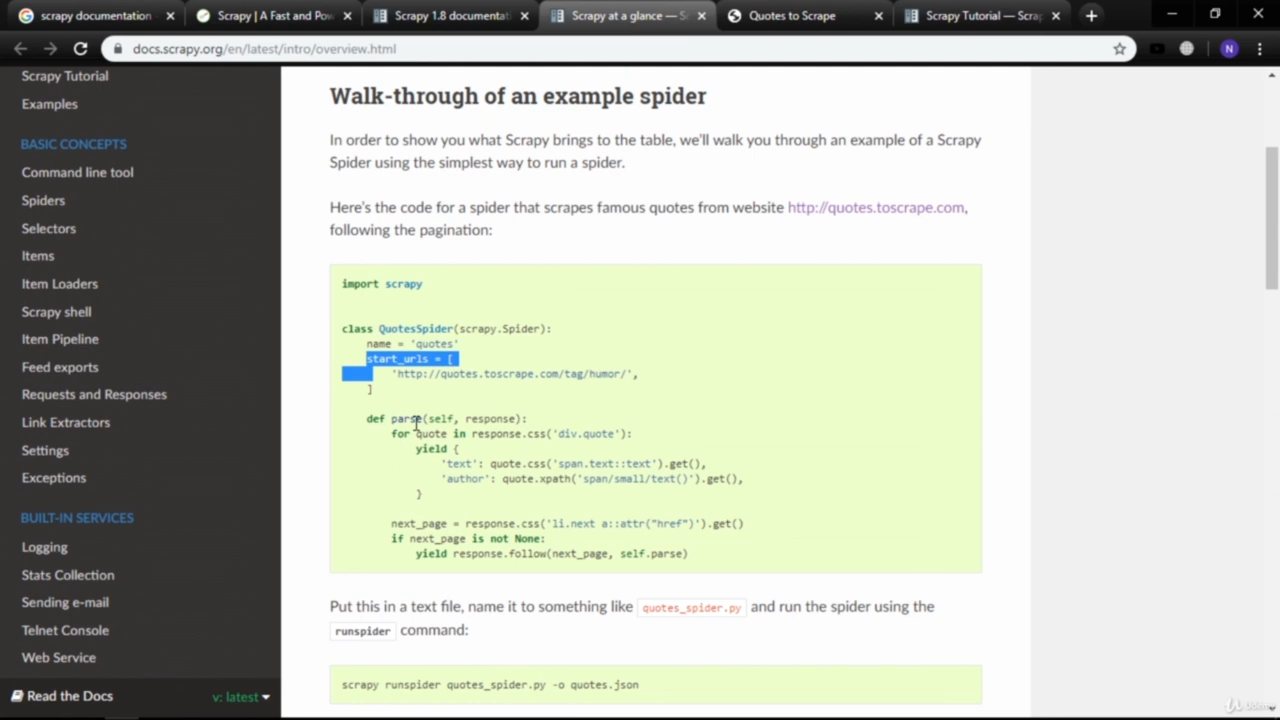 scrapy documentation
Scrapy | A Fast and Pow
Scrapy 1.8 documentati
Scrapy at a glance — S
Quotes to Scrape
Scrapy Tutorial — Scra
docs.scrapy.org/en/latest/intro/overview.html
N
Scrapy Tutorial
Examples
BASIC CONCEPTS
Command line tool
Spiders
Selectors
Items
Item Loaders
Scrapy shell
Item Pipeline
Feed exports
Requests and Responses
Link Extractors
Settings
Exceptions
BUILT-IN SERVICES
Logging
Stats Collection
Sending e-mail
Telnet Console
Web Service
Read the Docs v: latest
Walk-through of an example spider
In order to show you what Scrapy brings to the table, we'll walk you through an example of a Scrapy
Spider using the simplest way to run a spider.
Here's the code for a spider that scrapes famous quotes from website http://quotes.toscrape.com,
following the pagination:
import scrapy
class QuotesSpider(scrapy.Spider):
name = 'quotes'
start_urls = [
'http://quotes.toscrape.com/tag/humor/',
]
def parse(self, response):
for quote in response.css('div.quote'):
yield {
'text': quote.css('span.text::text').get(),
'author': quote.xpath('span/small/text()').get(),
}
next_page = response.css('li.next a::attr("href")').get()
if next_page is not None:
yield response.follow(next_page, self.parse)
Put this in a text file, name it to something like quotes_spider.py and run the spider using the
runspider command:
scrapy runspider quotes_spider.py -o quotes.json
Udemy